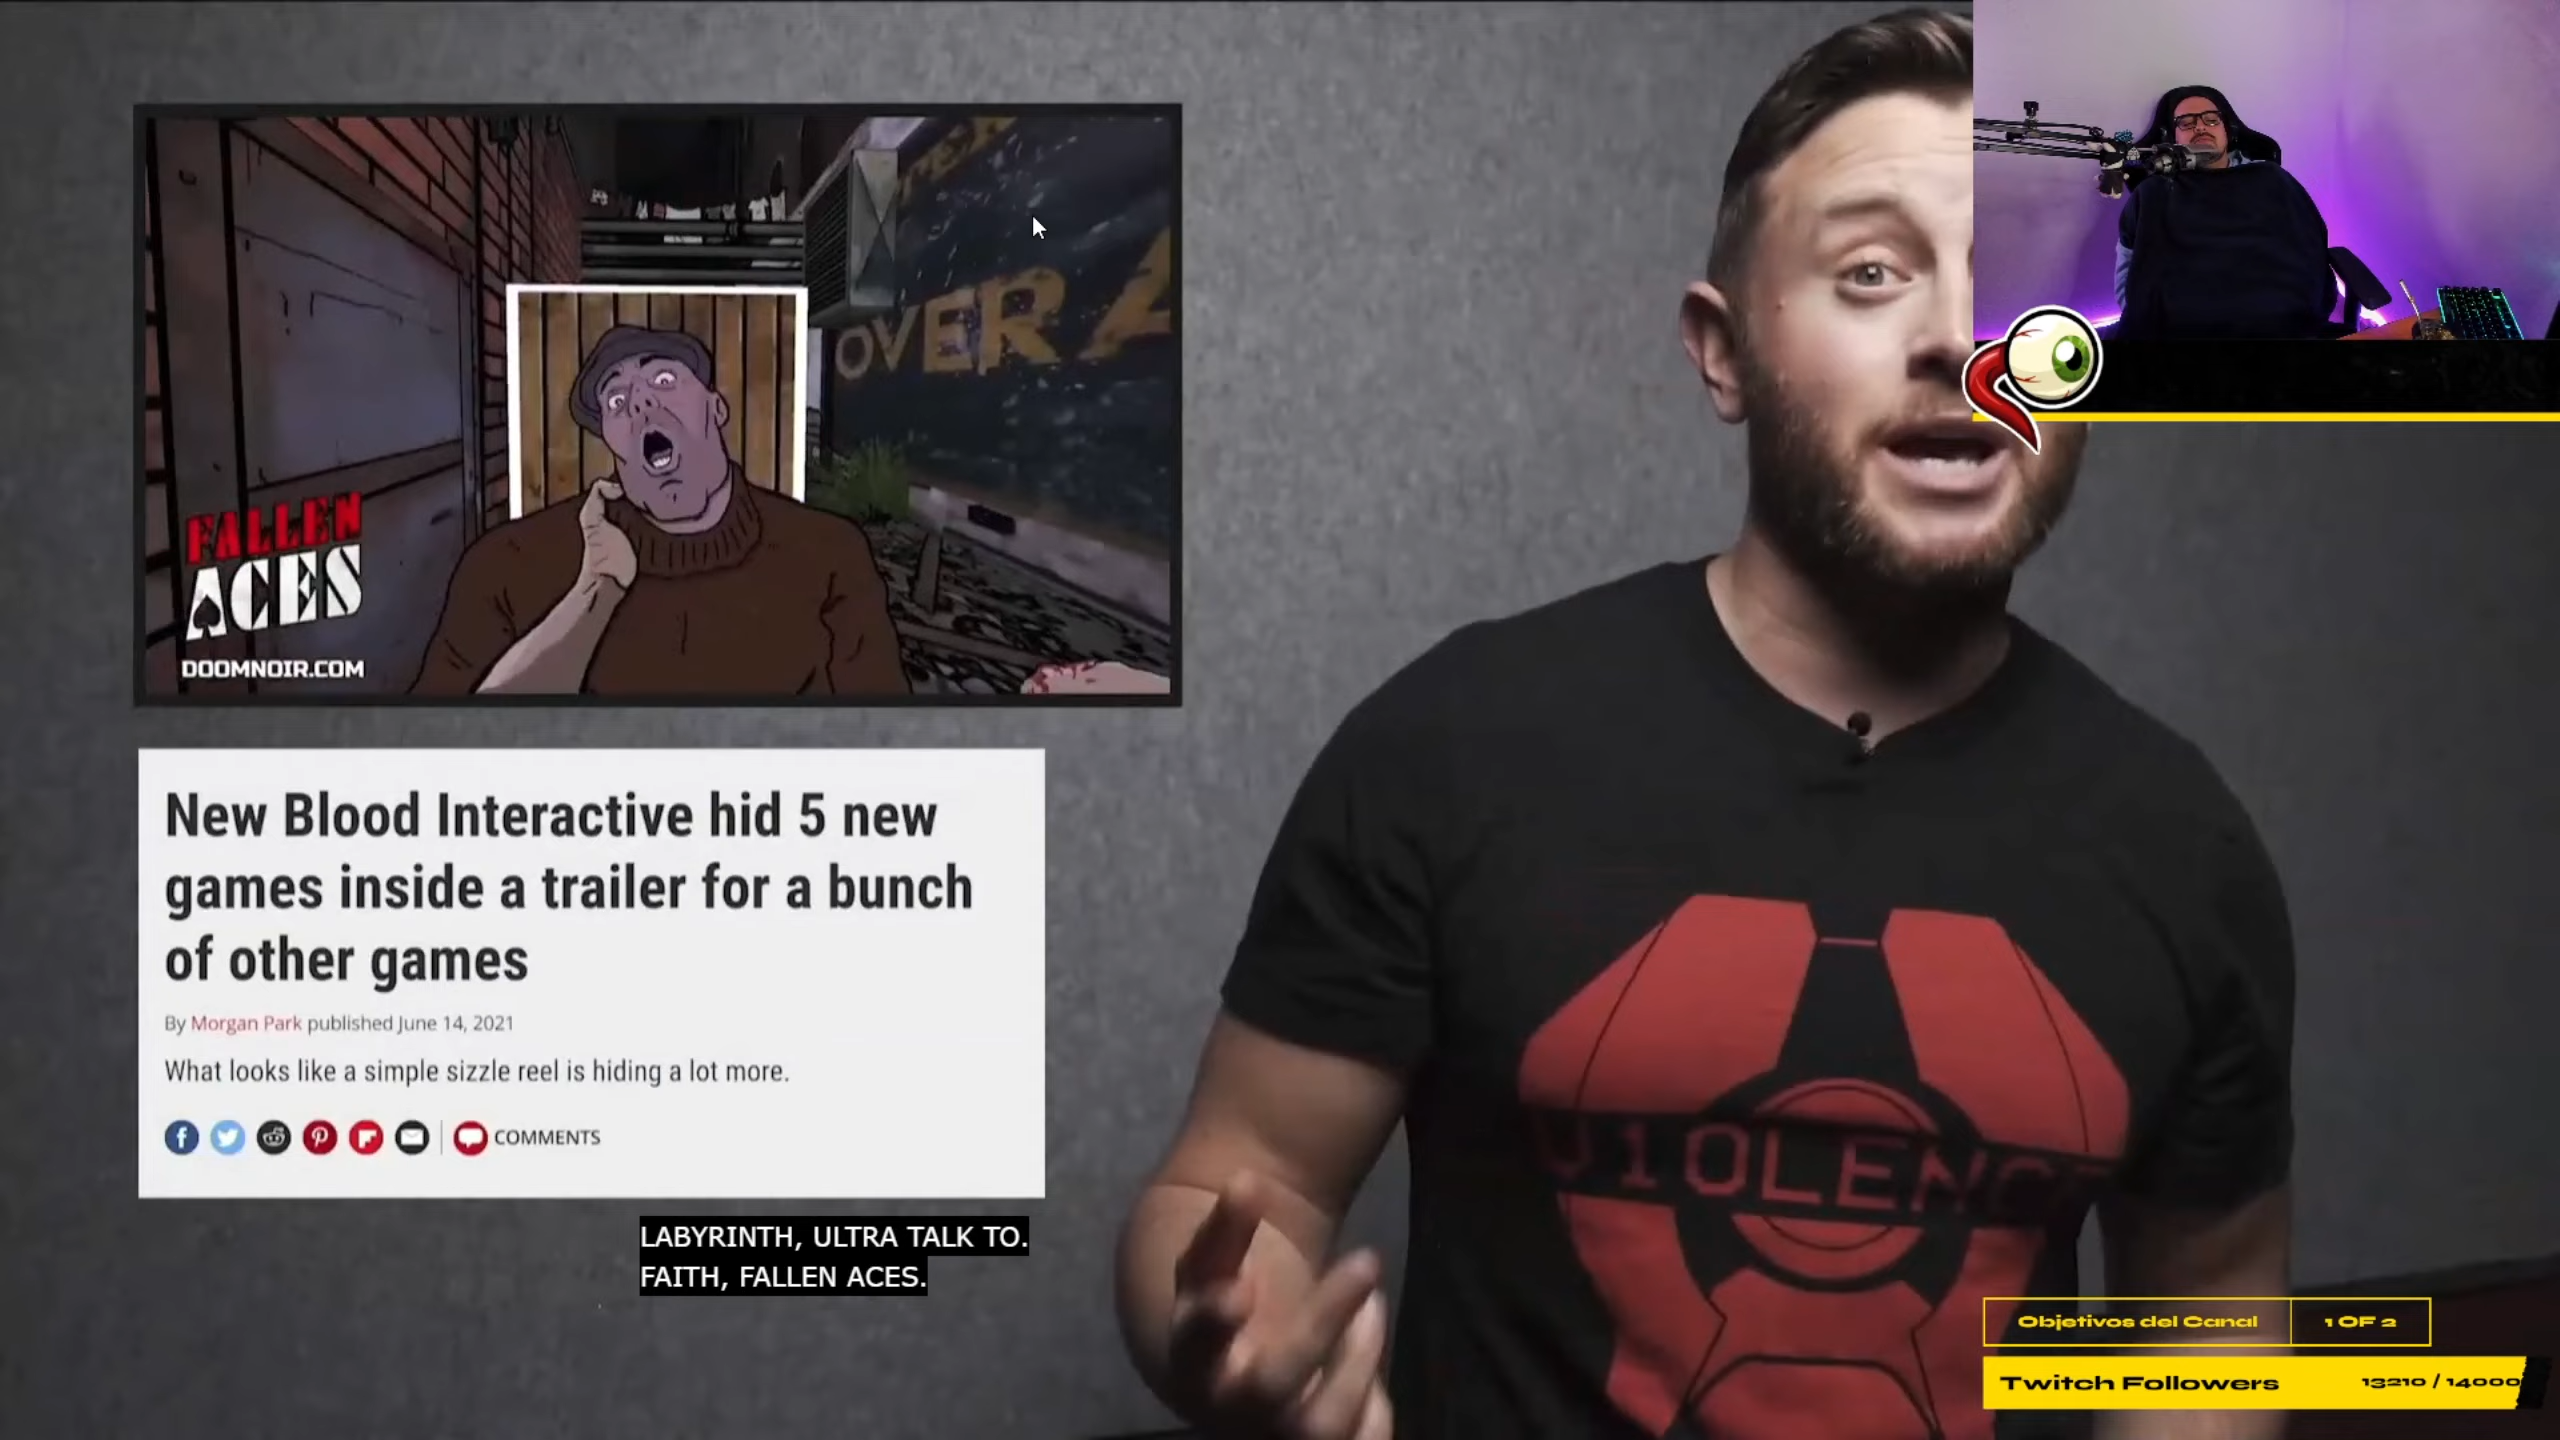 OVER A
FALLEN
ACES
DOOMNOIR.COM
New Blood Interactive hid 5 new
games inside a trailer for a bunch
of other games
By Morgan Park published June 14, 2021
What looks like a simple sizzle reel is hiding a lot more.
COMMENTS
LABYRINTH, ULTRA TALK TO.
FAITH, FALLEN ACES.
V10LENCE
Objetivos del Canal 1 OF 2
Twitch Followers 13210 / 14000